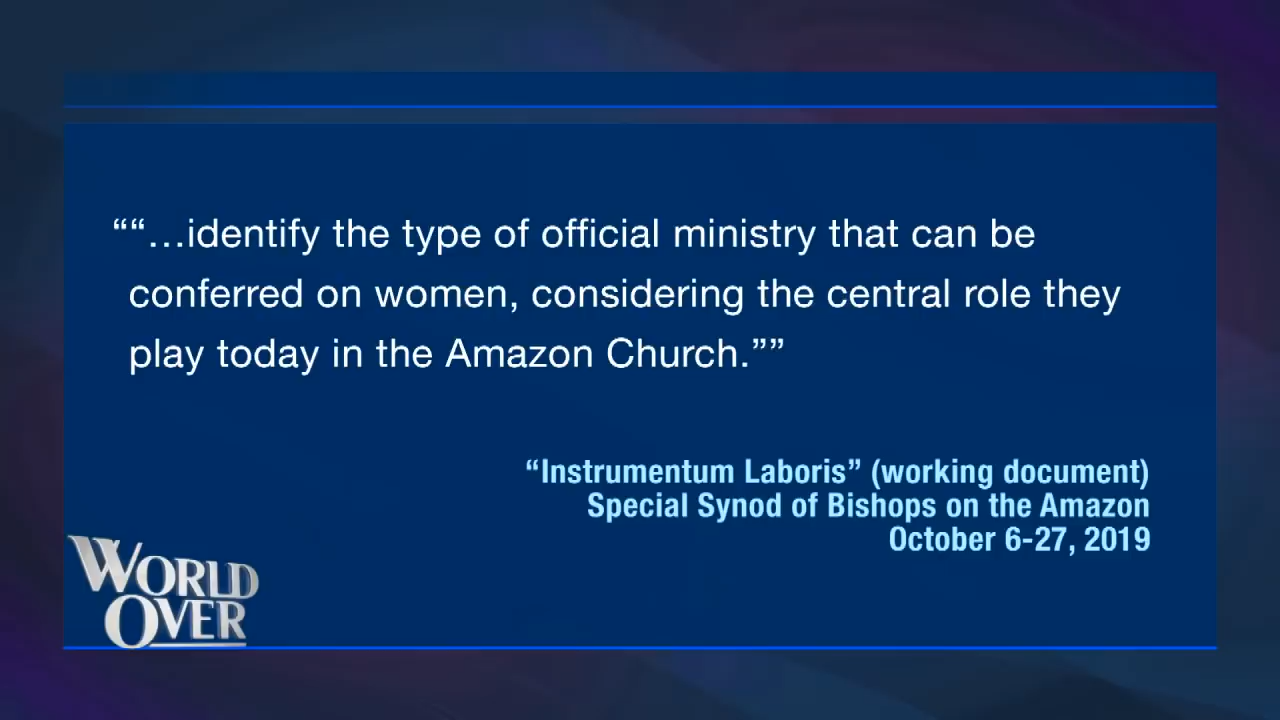 ““…identify the type of official ministry that can be
conferred on women, considering the central role they
play today in the Amazon Church.””
“Instrumentum Laboris” (working document)
Special Synod of Bishops on the Amazon
October 6-27, 2019
WORLD
OVER